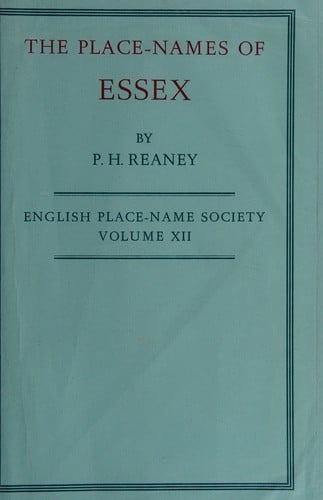 THE PLACE-NAMES OF
ESSEX
BY
P. H. REANEY
ENGLISH PLACE-NAME SOCIETY
VOLUME XII